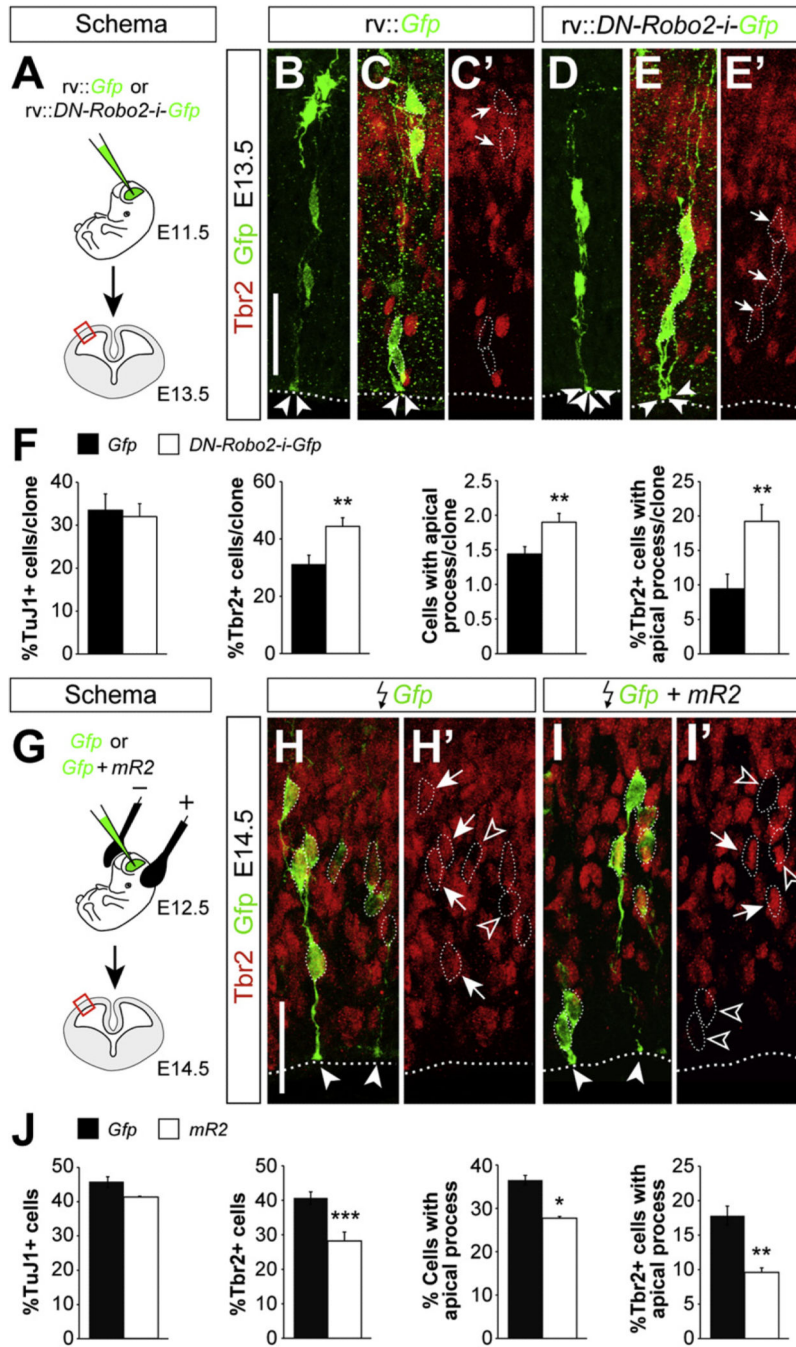 Schema
rv::Gfp
rv::DN-Robo2-i-Gfp
A
rv::Gfp or
rv::DN-Robo2-i-Gfp
E11.5
E13.5
Tbr2 Gfp E13.5
B
C
C'
D
E
E'
F
Gfp
DN-Robo2-i-Gfp
%TuJ1+ cells/clone
40
30
20
10
0
%Tbr2+ cells/clone
60
40
20
0
**
Cells with apical
process/clone
2.5
2.0
1.5
1.0
0.5
0
**
%Tbr2+ cells with
apical process/clone
25
20
15
10
5
0
**
Schema
Gfp
Gfp + mR2
G
Gfp or
Gfp + mR2
−
+
E12.5
E14.5
Tbr2 Gfp E14.5
H
H'
I
I'
J
Gfp
mR2
%TuJ1+ cells
50
40
30
20
10
0
%Tbr2+ cells
50
40
30
20
10
0
***
% Cells with
apical process
40
30
20
10
0
*
%Tbr2+ cells with
apical process
25
20
15
10
5
0
**